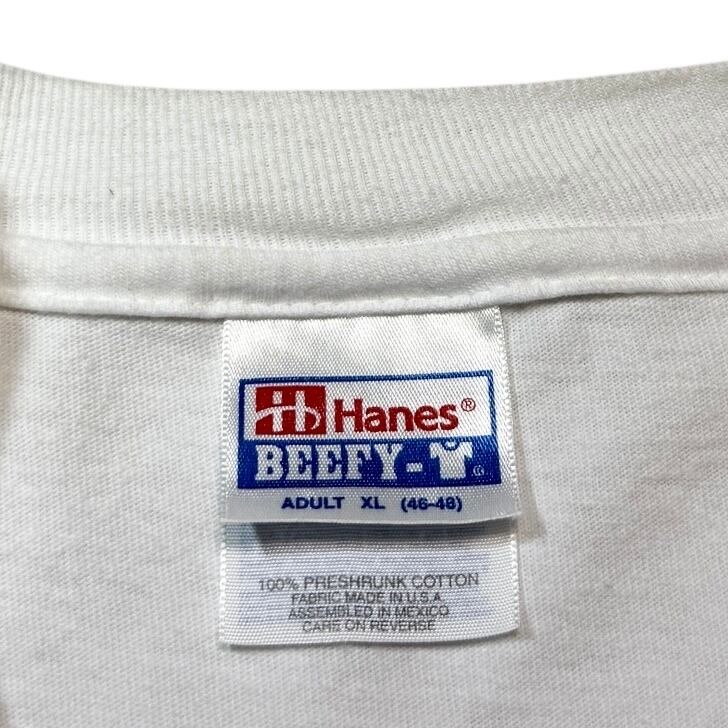 Hanes®
BEEFY-T
ADULT XL (46-48)
100% PRESHRUNK COTTON
FABRIC MADE IN U.S.A
ASSEMBLED IN MEXICO
CARE ON REVERSE